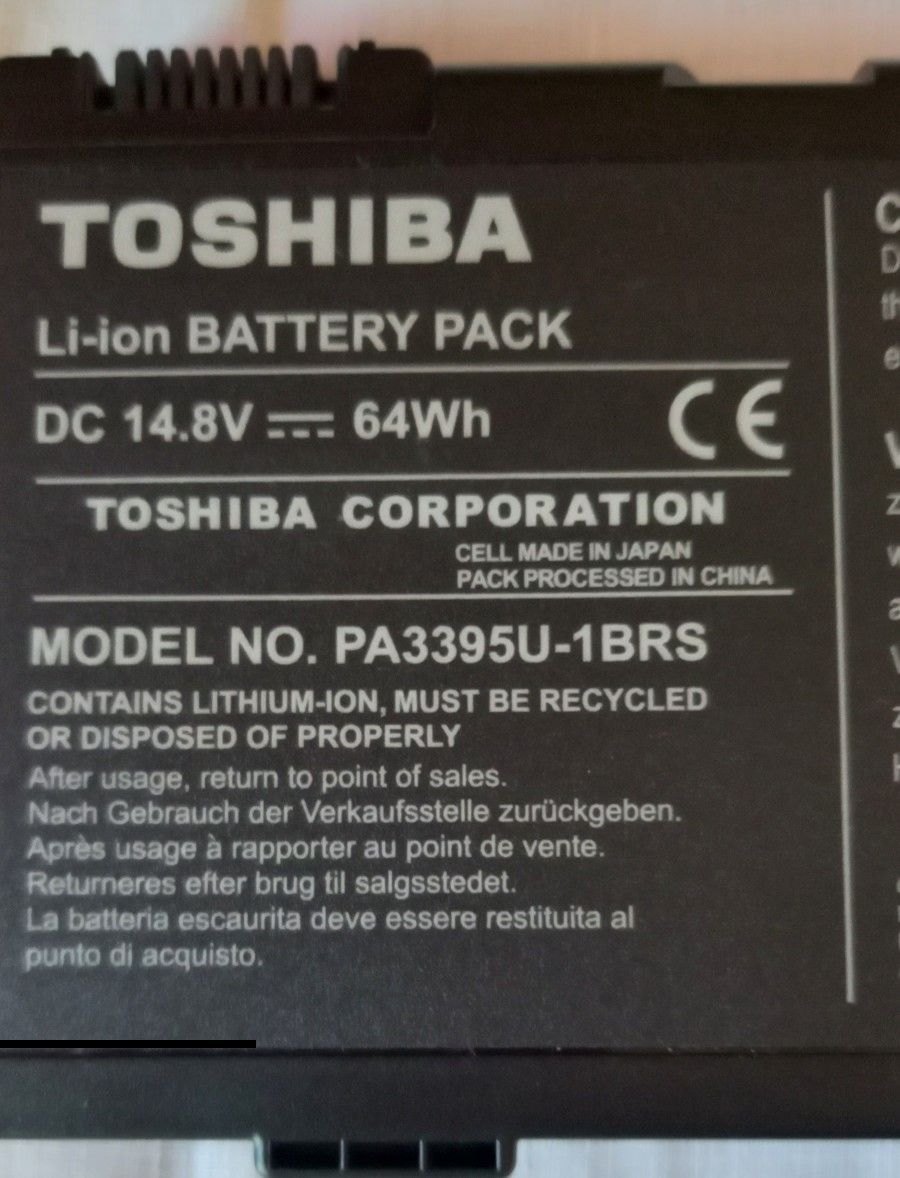 TOSHIBA
Li-ion BATTERY PACK
DC 14.8V ⎓ 64Wh CE
TOSHIBA CORPORATION
CELL MADE IN JAPAN
PACK PROCESSED IN CHINA
MODEL NO. PA3395U-1BRS
CONTAINS LITHIUM-ION, MUST BE RECYCLED
OR DISPOSED OF PROPERLY
After usage, return to point of sales.
Nach Gebrauch der Verkaufsstelle zurückgeben.
Après usage à rapporter au point de vente.
Returneres efter brug til salgsstedet.
La batteria escaurita deve essere restituita al
punto di acquisto.